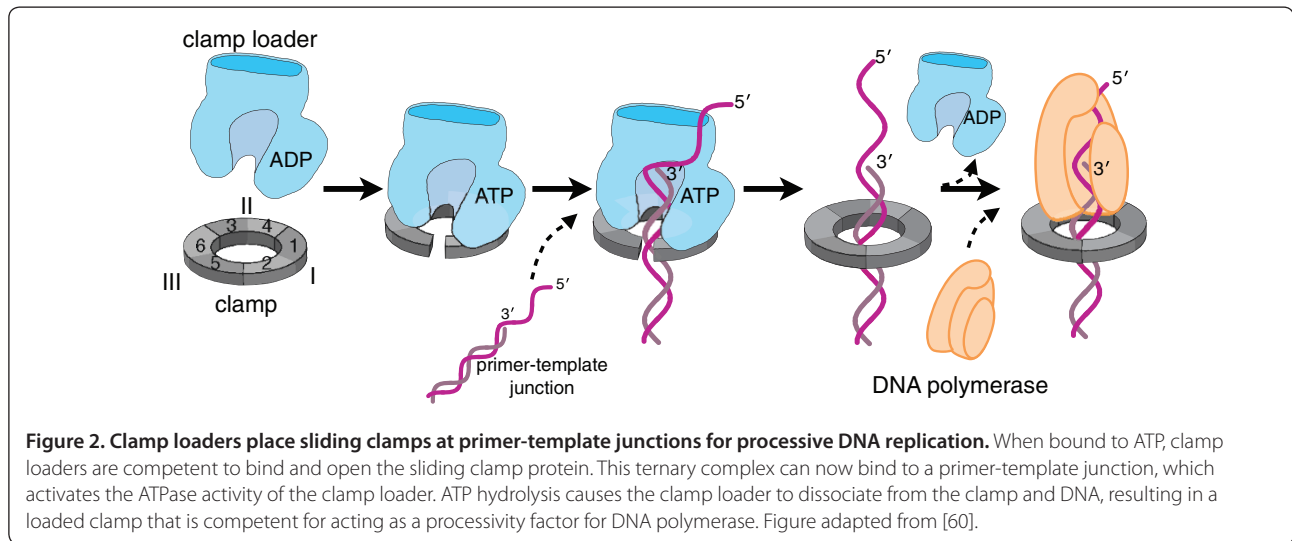 clamp loader
ADP
II
3 4
6 1
5 2
III I
clamp
ATP
5′
3′
primer-template
junction
5′
3′
ATP
5′
3′
ADP
DNA polymerase
5′
3′
Figure 2. Clamp loaders place sliding clamps at primer-template junctions for processive DNA replication. When bound to ATP, clamp
loaders are competent to bind and open the sliding clamp protein. This ternary complex can now bind to a primer-template junction, which
activates the ATPase activity of the clamp loader. ATP hydrolysis causes the clamp loader to dissociate from the clamp and DNA, resulting in a
loaded clamp that is competent for acting as a processivity factor for DNA polymerase. Figure adapted from [60].